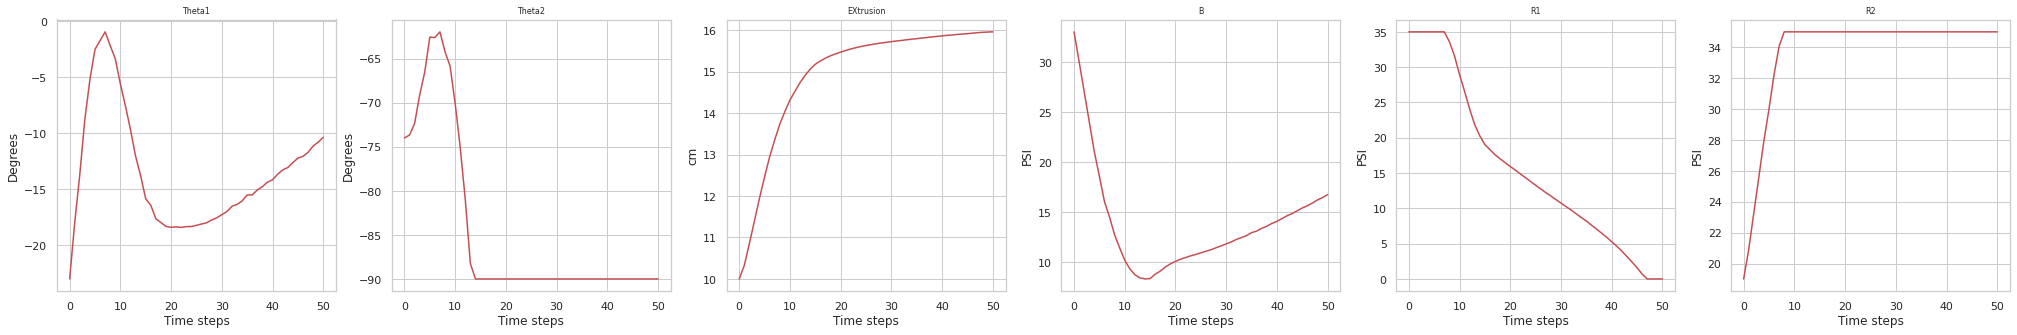 Theta1
0
−5
−10
−15
−20
Degrees
0 10 20 30 40 50
Time steps
Theta2
−65
−70
−75
−80
−85
−90
Degrees
0 10 20 30 40 50
Time steps
EXtrusion
16
15
14
13
12
11
10
cm
0 10 20 30 40 50
Time steps
B
30
25
20
15
10
PSI
0 10 20 30 40 50
Time steps
R1
35
30
25
20
15
10
5
0
PSI
0 10 20 30 40 50
Time steps
R2
34
32
30
28
26
24
22
20
PSI
0 10 20 30 40 50
Time steps